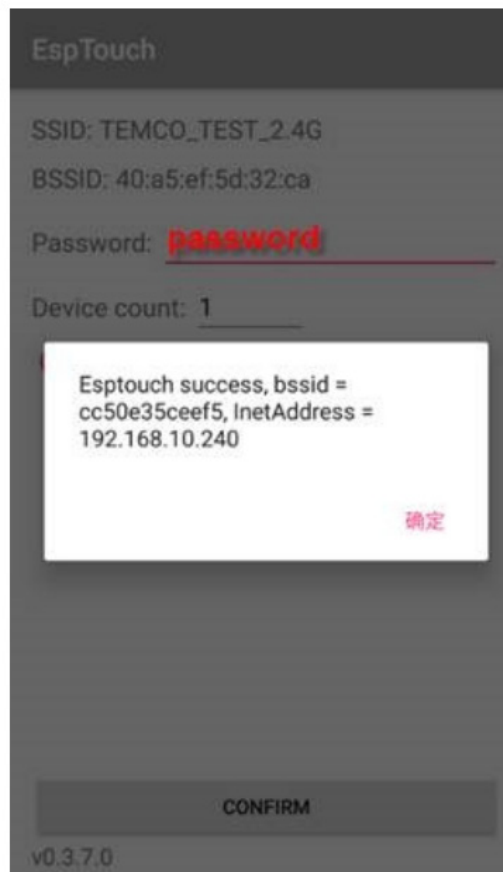 EspTouch
SSID: TEMCO_TEST_2.4G
BSSID: 40:a5:ef:5d:32:ca
Password: password
Device count: 1
Esptouch success, bssid =
cc50e35ceef5, InetAddress =
192.168.10.240
确定
CONFIRM
v0.3.7.0